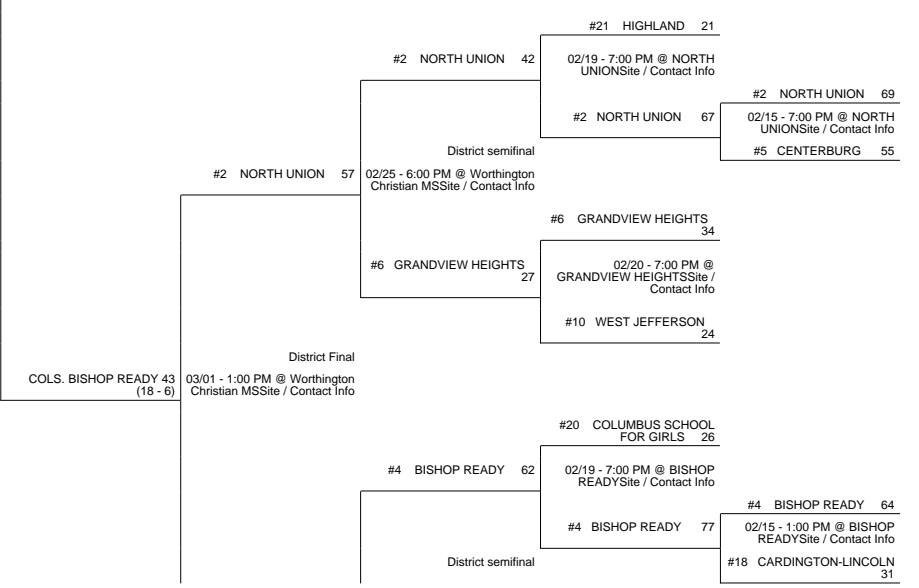 #21 HIGHLAND 21
#2 NORTH UNION 42
02/19 - 7:00 PM @ NORTH
UNIONSite / Contact Info
#2 NORTH UNION 69
#2 NORTH UNION 67
02/15 - 7:00 PM @ NORTH
UNIONSite / Contact Info
District semifinal
#5 CENTERBURG 55
#2 NORTH UNION 57
02/25 - 6:00 PM @ Worthington
Christian MSSite / Contact Info
#6 GRANDVIEW HEIGHTS
34
#6 GRANDVIEW HEIGHTS
27
02/20 - 7:00 PM @
GRANDVIEW HEIGHTSSite /
Contact Info
#10 WEST JEFFERSON
24
District Final
COLS. BISHOP READY 43
(18 - 6)
03/01 - 1:00 PM @ Worthington
Christian MSSite / Contact Info
#20 COLUMBUS SCHOOL
FOR GIRLS 26
#4 BISHOP READY 62
02/19 - 7:00 PM @ BISHOP
READYSite / Contact Info
#4 BISHOP READY 64
#4 BISHOP READY 77
02/15 - 1:00 PM @ BISHOP
READYSite / Contact Info
District semifinal
#18 CARDINGTON-LINCOLN
31